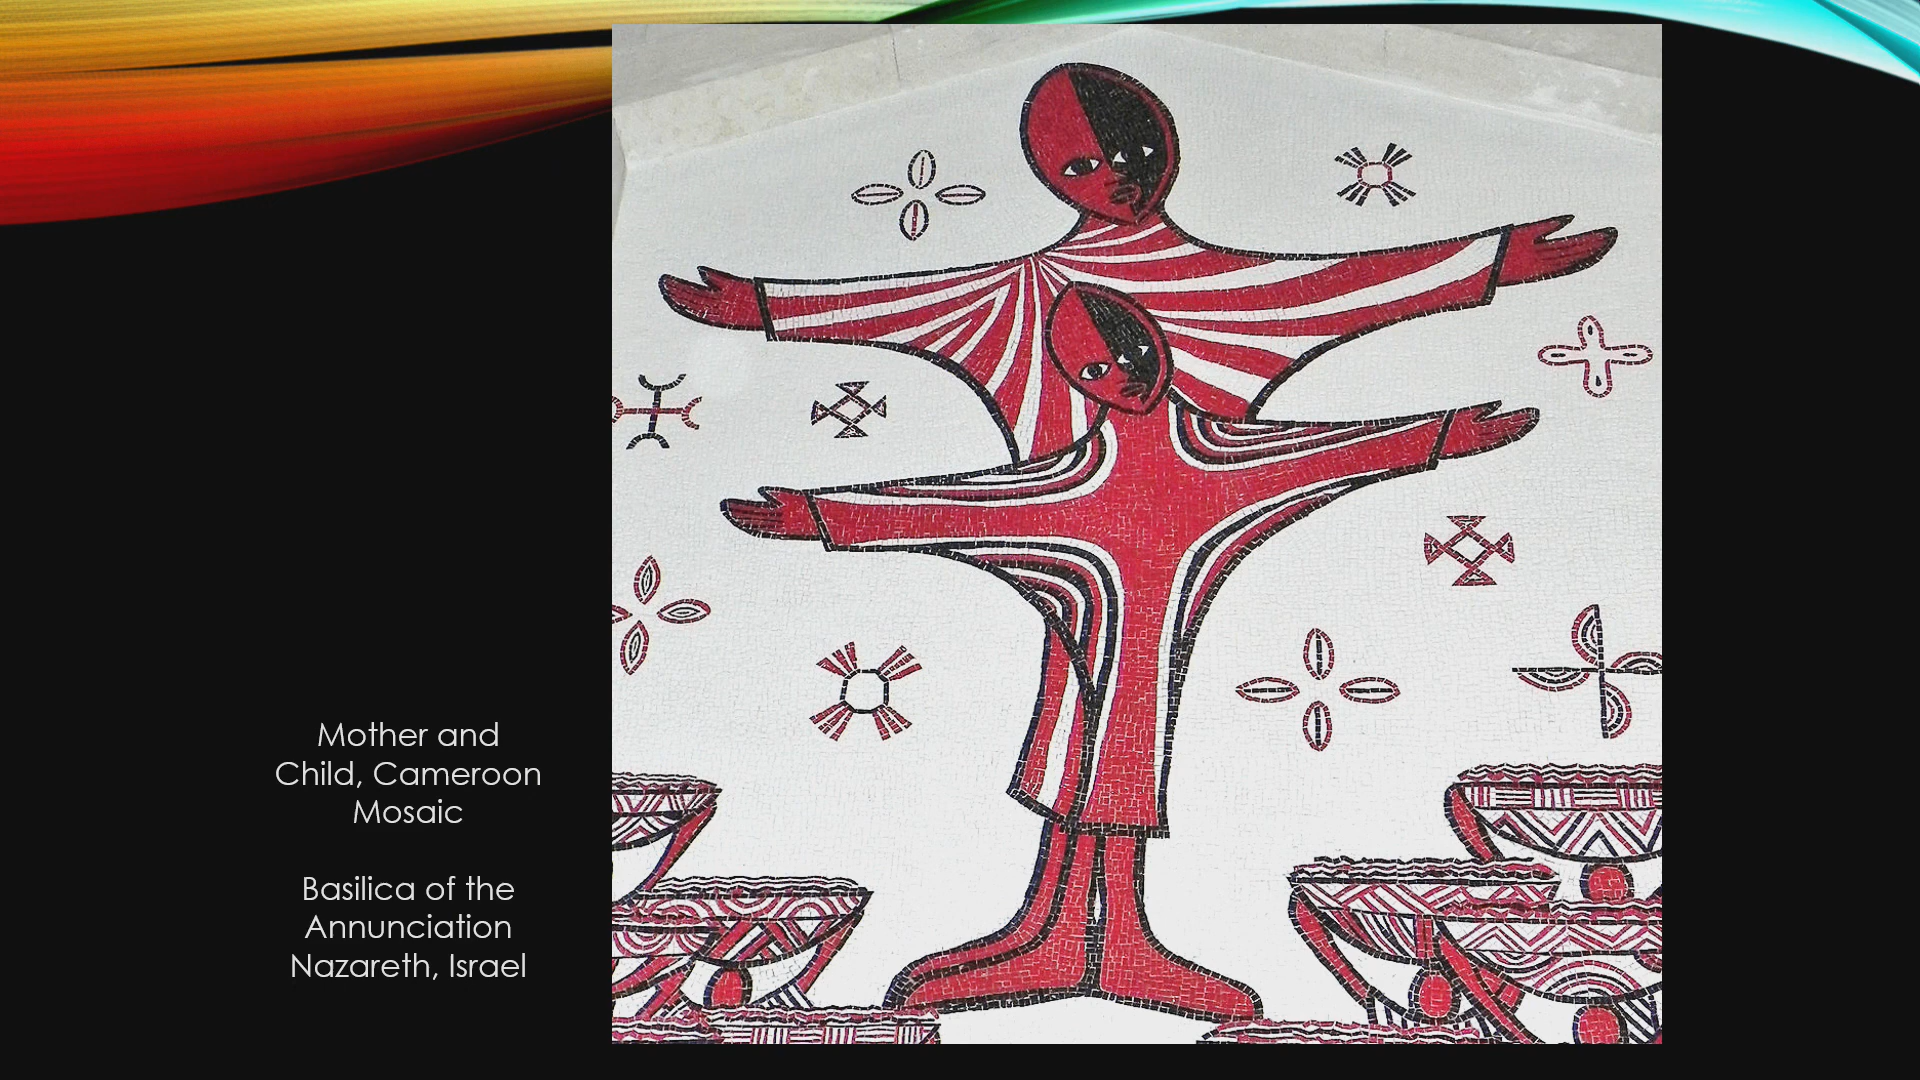 Mother and
Child, Cameroon
Mosaic
Basilica of the
Annunciation
Nazareth, Israel